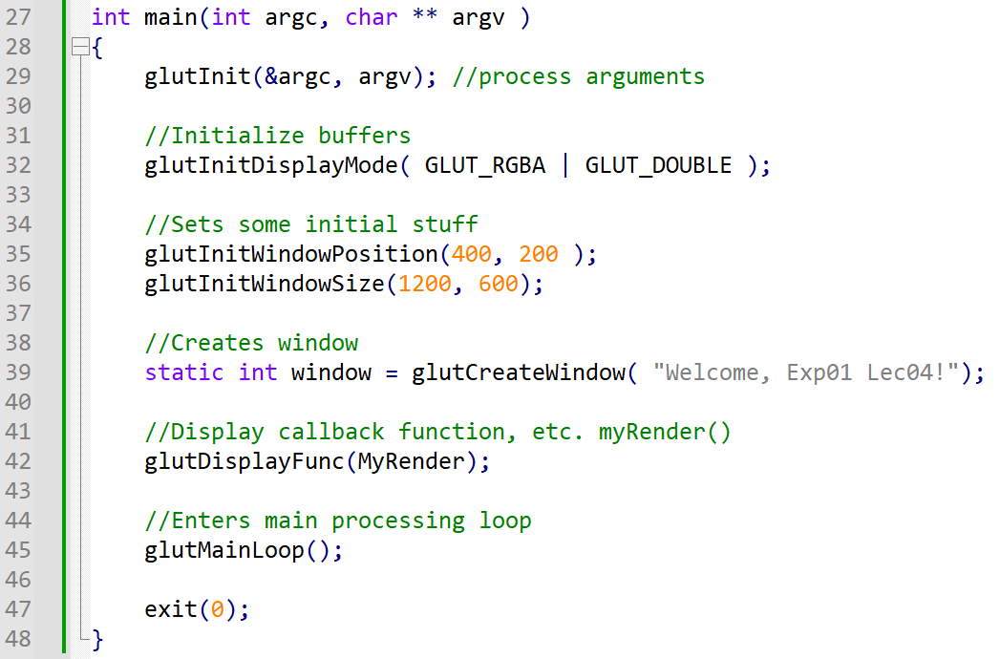 27 int main(int argc, char ** argv )
28 {
29     glutInit(&argc, argv); //process arguments
30
31     //Initialize buffers
32     glutInitDisplayMode( GLUT_RGBA | GLUT_DOUBLE );
33
34     //Sets some initial stuff
35     glutInitWindowPosition(400, 200 );
36     glutInitWindowSize(1200, 600);
37
38     //Creates window
39     static int window = glutCreateWindow( "Welcome, Exp01 Lec04!");
40
41     //Display callback function, etc. myRender()
42     glutDisplayFunc(MyRender);
43
44     //Enters main processing loop
45     glutMainLoop();
46
47     exit(0);
48 }